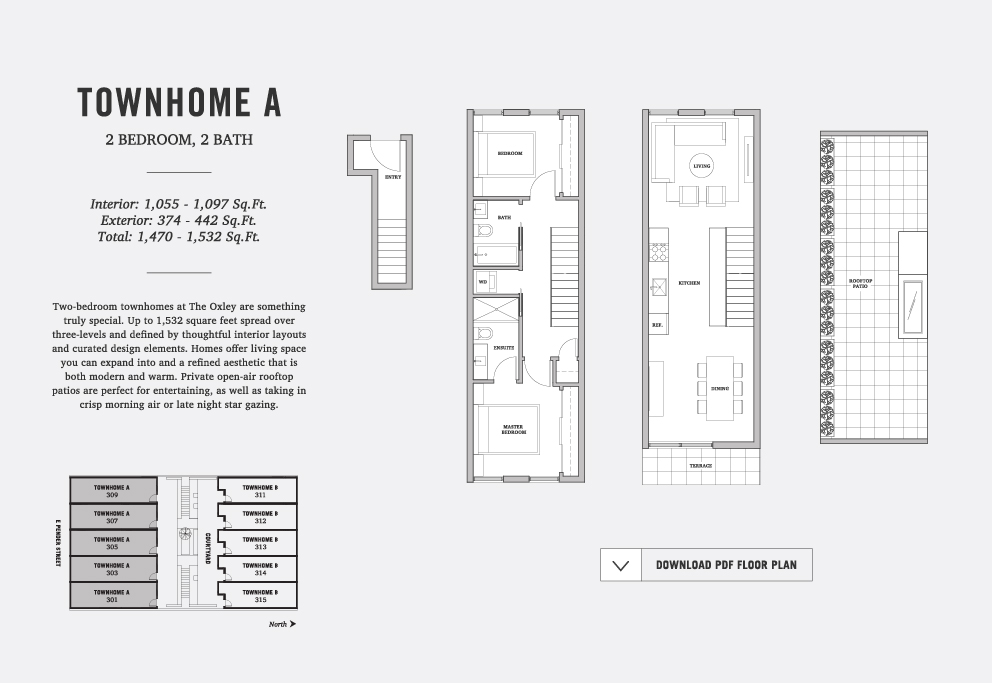 TOWNHOME A
2 BEDROOM, 2 BATH
Interior: 1,055 - 1,097 Sq.Ft.
Exterior: 374 - 442 Sq.Ft.
Total: 1,470 - 1,532 Sq.Ft.
Two-bedroom townhomes at The Oxley are something
truly special. Up to 1,532 square feet spread over
three-levels and defined by thoughtful interior layouts
and curated design elements. Homes offer living space
you can expand into and a refined aesthetic that is
both modern and warm. Private open-air rooftop
patios are perfect for entertaining, as well as taking in
crisp morning air or late night star gazing.
ENTRY
BEDROOM
BATH
WD
ENSUITE
MASTER
BEDROOM
LIVING
KITCHEN
REF.
DINING
TERRACE
ROOFTOP
PATIO
E PENDER STREET
TOWNHOME A
309
TOWNHOME A
307
TOWNHOME A
305
TOWNHOME A
303
TOWNHOME A
301
COURTYARD
TOWNHOME B
311
TOWNHOME B
312
TOWNHOME B
313
TOWNHOME B
314
TOWNHOME B
315
North
DOWNLOAD PDF FLOOR PLAN